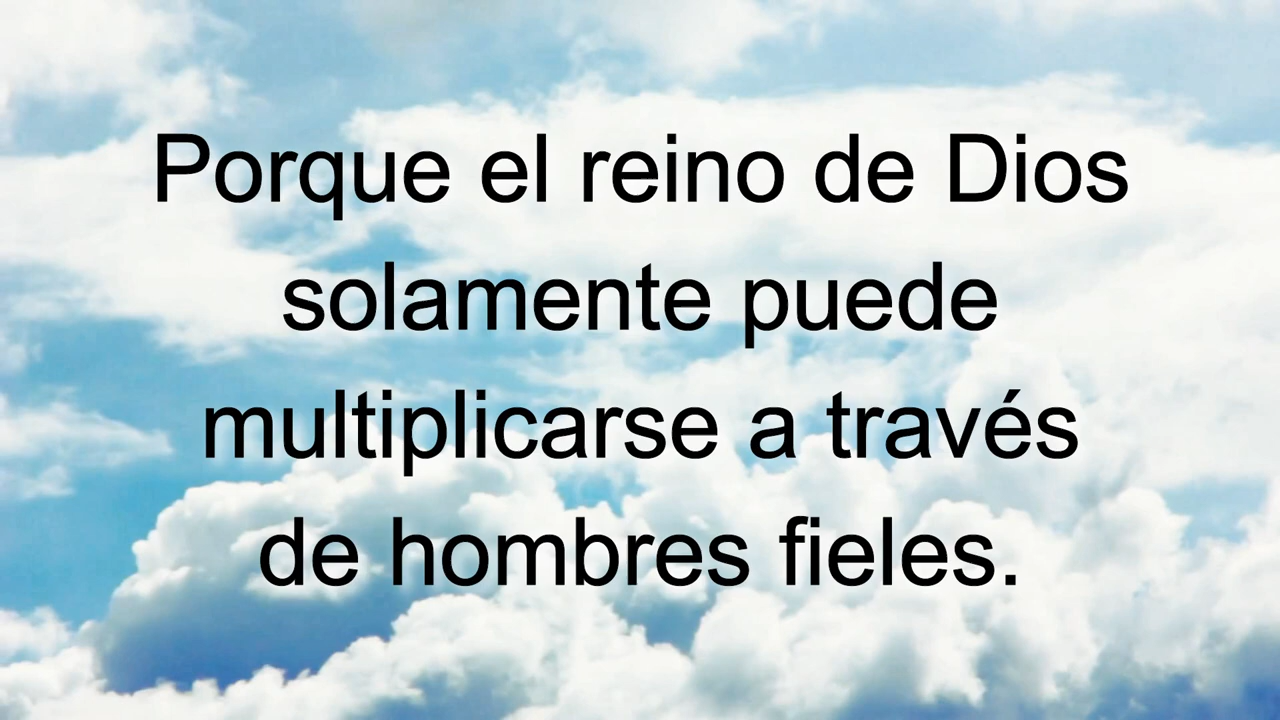 Porque el reino de Dios
solamente puede
multiplicarse a través
de hombres fieles.